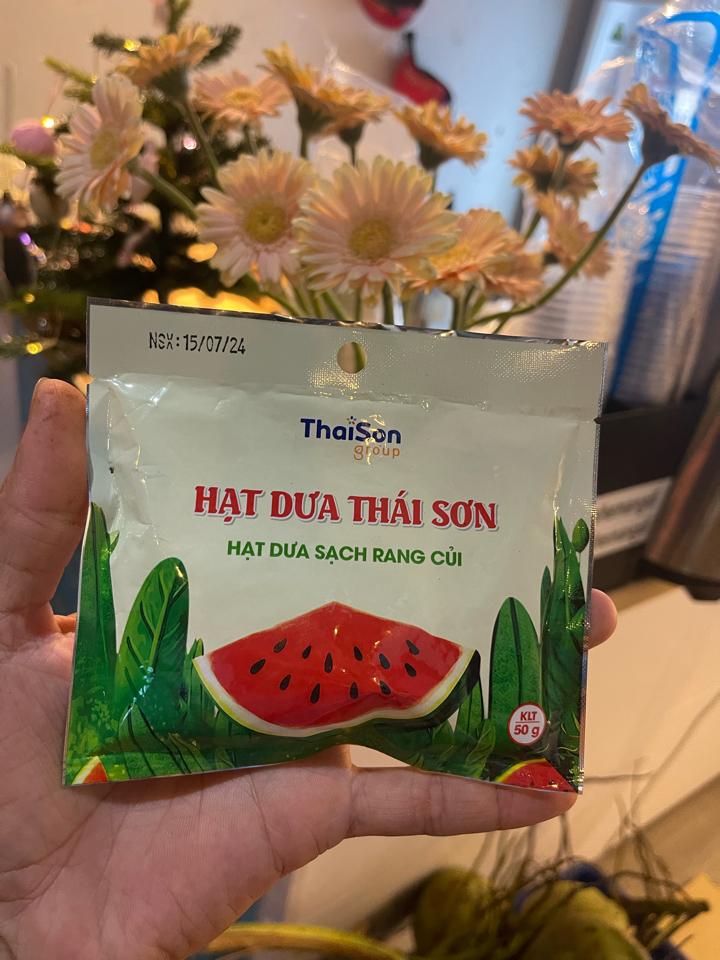 NSX: 15/07/24
ThaiSon
group
HẠT DƯA THÁI SƠN
HẠT DƯA SẠCH RANG CỦI
KLT
50 g